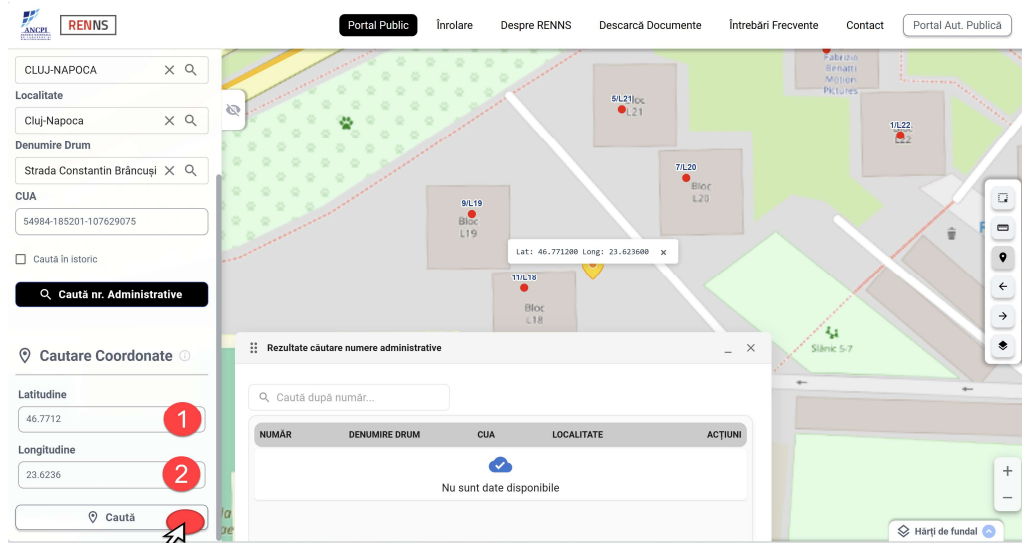 ANCPI
RENNS
Portal Public
Înrolare
Despre RENNS
Descarcă Documente
Întrebări Frecvente
Contact
Portal Aut. Publică
CLUJ-NAPOCA
Localitate
Cluj-Napoca
Denumire Drum
Strada Constantin Brâncuși
CUA
54984-185201-107629075
Caută în istoric
Caută nr. Administrative
Cautare Coordonate
Latitudine
46.7712
1
Longitudine
23.6236
2
Caută
Fabrizio
Benatti
Motion
Pictures
5/L21
Bloc
L21
1/L22
Bloc
L22
7/L20
Bloc
L20
9/L19
Bloc
L19
Lat: 46.771200 Long: 23.623600 ×
11/L18
Bloc
L18
Slănic 5-7
Rezultate căutare numere administrative
Caută după număr...
NUMĂR DENUMIRE DRUM CUA LOCALITATE ACȚIUNI
Nu sunt date disponibile
+
−
Hărți de fundal